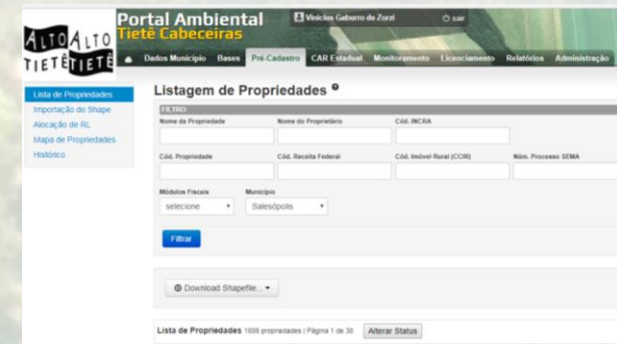 Portal Ambiental
Tietê Cabeceiras
Vinicius Gaburro de Zorzi
sair
ALTO ALTO
TIETÊ TIETÊ
Dados Município Bases Pré-Cadastro CAR Estadual Monitoramento Licenciamento Relatórios Administração
Lista de Propriedades
Importação do Shape
Alocação de RL
Mapa de Propriedades
Histórico
Listagem de Propriedades
FILTRO
Nome da Propriedade Nome do Proprietário Cód. INCRA
Cód. Propriedade Cód. Receita Federal Cód. Imóvel Rural (CCIR) Núm. Processo SEMA
Módulos Fiscais Município
selecione Salesópolis
Filtrar
Download Shapefile...
Lista de Propriedades 1898 propriedades | Página 1 de 38 Alterar Status